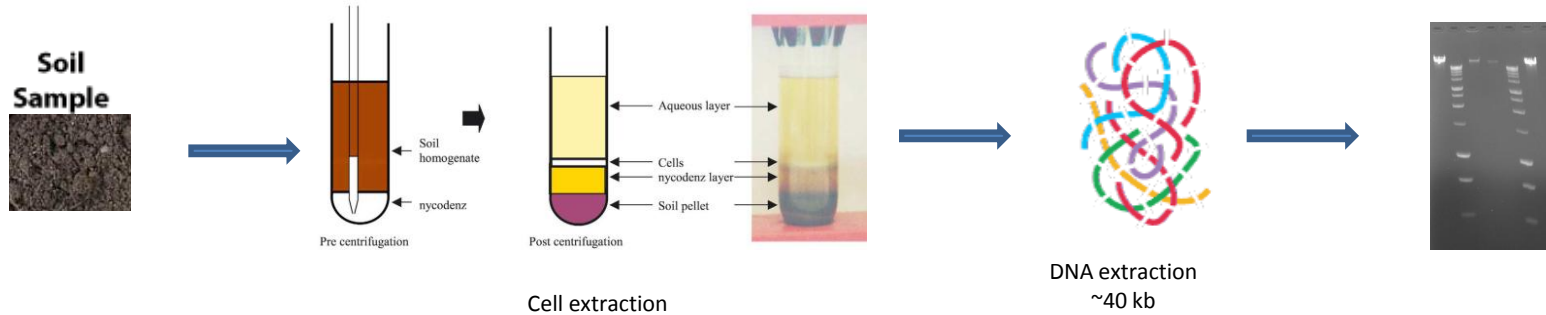 Soil
Sample
Soil
homogenate
nycodenz
Pre centrifugation
Aqueous layer
Cells
nycodenz layer
Soil pellet
Post centrifugation
Cell extraction
DNA extraction
~40 kb